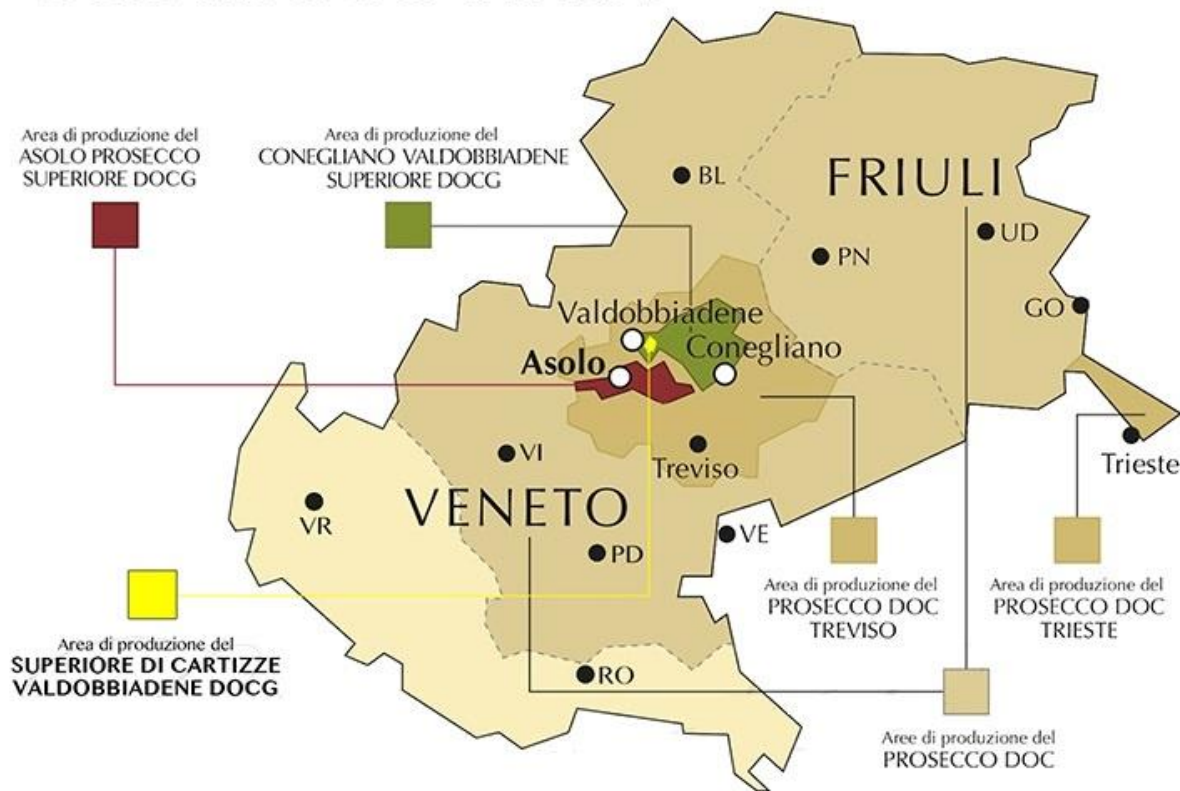 Area di produzione del
ASOLO PROSECCO
SUPERIORE DOCG
Area di produzione del
CONEGLIANO VALDOBBIADENE
SUPERIORE DOCG
BL
FRIULI
UD
PN
GO
Valdobbiadene
Conegliano
Asolo
Treviso
Trieste
VI
VENETO
VR
PD
VE
Area di produzione del
PROSECCO DOC
TREVISO
Area di produzione del
PROSECCO DOC
TRIESTE
Area di produzione del
SUPERIORE DI CARTIZZE
VALDOBBIADENE DOCG
RO
Aree di produzione del
PROSECCO DOC